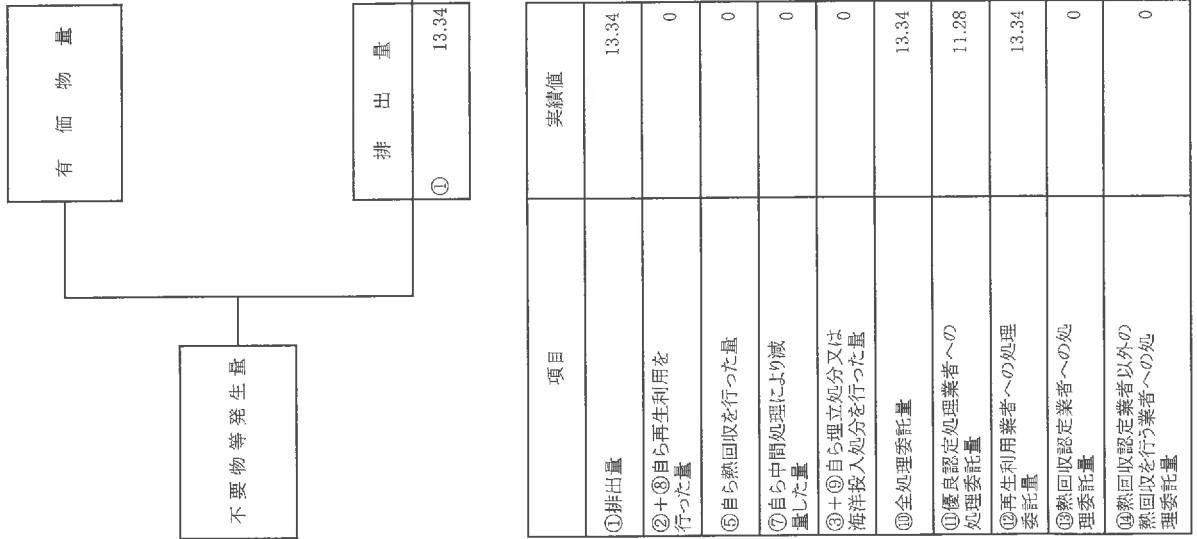 有価物量
不要物等発生量
排出量
① 13.34
項目 実績値
①排出量 13.34
②+⑧自ら再生利用を
行った量 0
⑤自ら熱回収を行った量 0
⑦自ら中間処理により減
量した量 0
③+⑨自ら埋立処分又は
海洋投入処分を行った量 0
⑩全処理委託量 13.34
⑪優良認定処理業者への
処理委託量 11.28
⑫再生利用業者への処理
委託量 13.34
⑬熱回収認定業者への処
理委託量 0
⑭熱回収認定業者以外の
熱回収を行う業者への処
理委託量 0